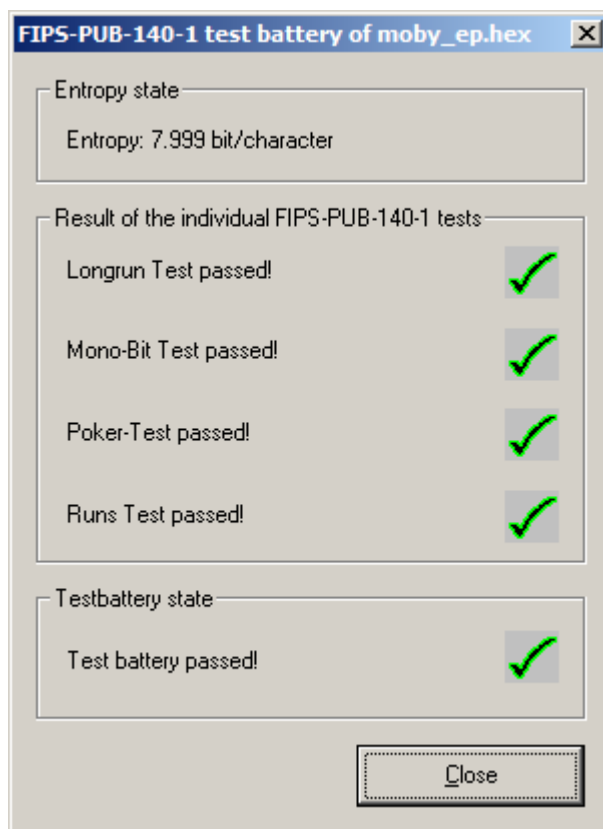 FIPS-PUB-140-1 test battery of moby_ep.hex
Entropy state
Entropy: 7.999 bit/character
Result of the individual FIPS-PUB-140-1 tests
Longrun Test passed!
Mono-Bit Test passed!
Poker-Test passed!
Runs Test passed!
Testbattery state
Test battery passed!
Close